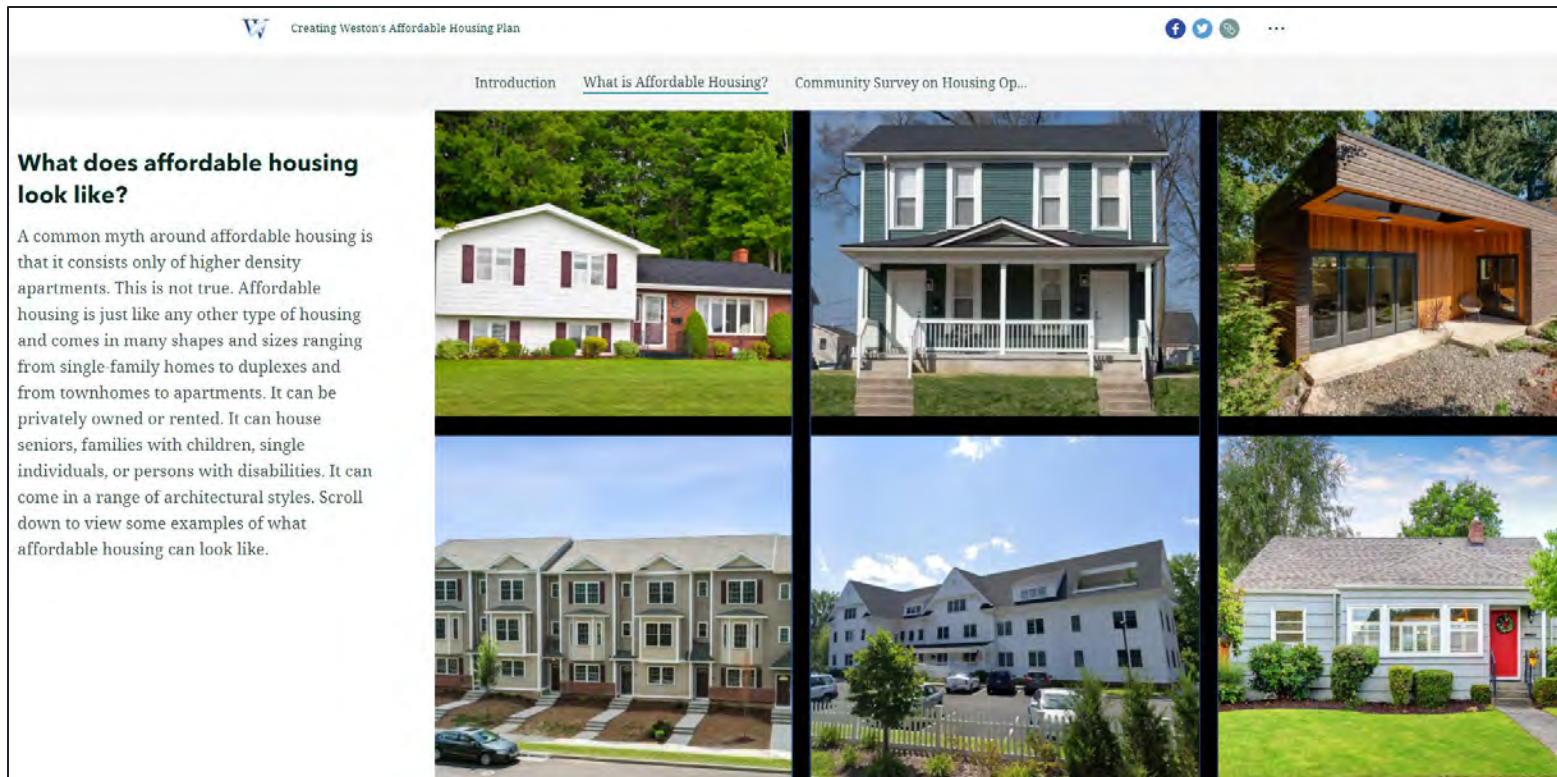 W Creating Weston's Affordable Housing Plan
Introduction What is Affordable Housing? Community Survey on Housing Op...
What does affordable housing
look like?
A common myth around affordable housing is
that it consists only of higher density
apartments. This is not true. Affordable
housing is just like any other type of housing
and comes in many shapes and sizes ranging
from single-family homes to duplexes and
from townhomes to apartments. It can be
privately owned or rented. It can house
seniors, families with children, single
individuals, or persons with disabilities. It can
come in a range of architectural styles. Scroll
down to view some examples of what
affordable housing can look like.